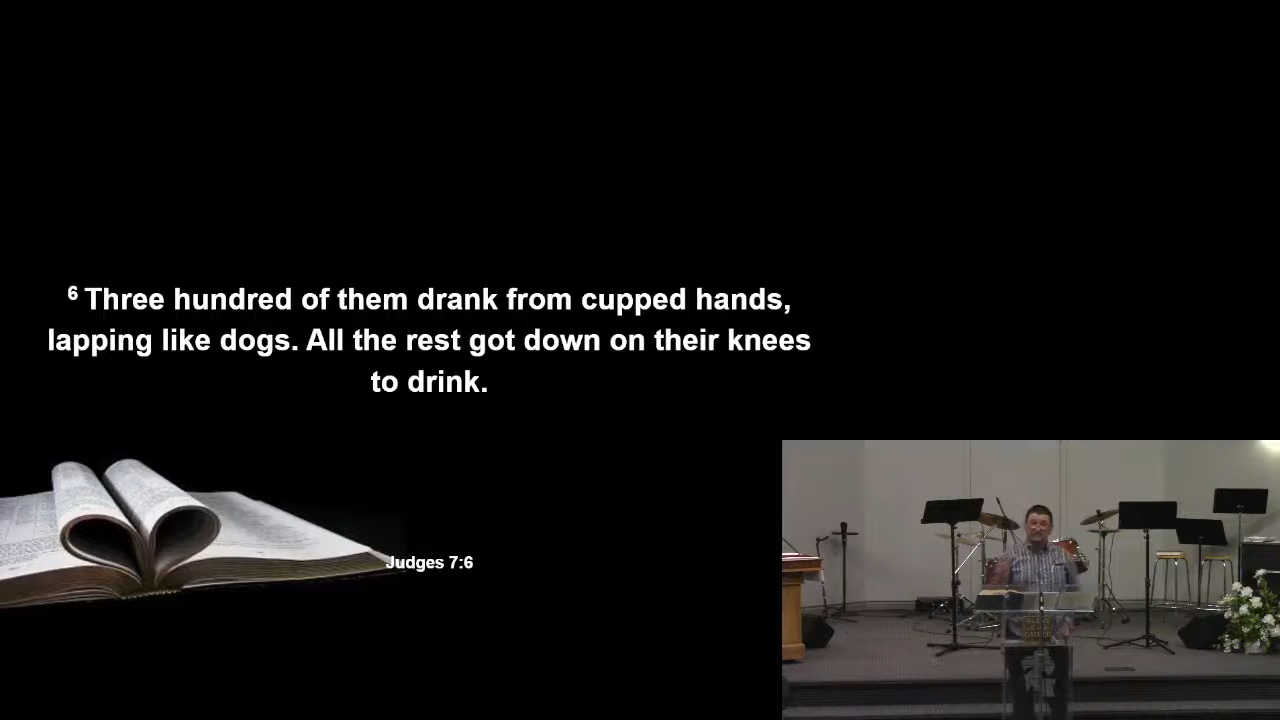 ⁶ Three hundred of them drank from cupped hands,
lapping like dogs. All the rest got down on their knees
to drink.
Judges 7:6